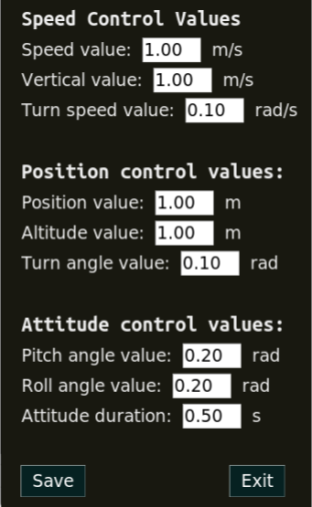 Speed Control Values
Speed value: 1.00 m/s
Vertical value: 1.00 m/s
Turn speed value: 0.10 rad/s
Position control values:
Position value: 1.00 m
Altitude value: 1.00 m
Turn angle value: 0.10 rad
Attitude control values:
Pitch angle value: 0.20 rad
Roll angle value: 0.20 rad
Attitude duration: 0.50 s
Save Exit